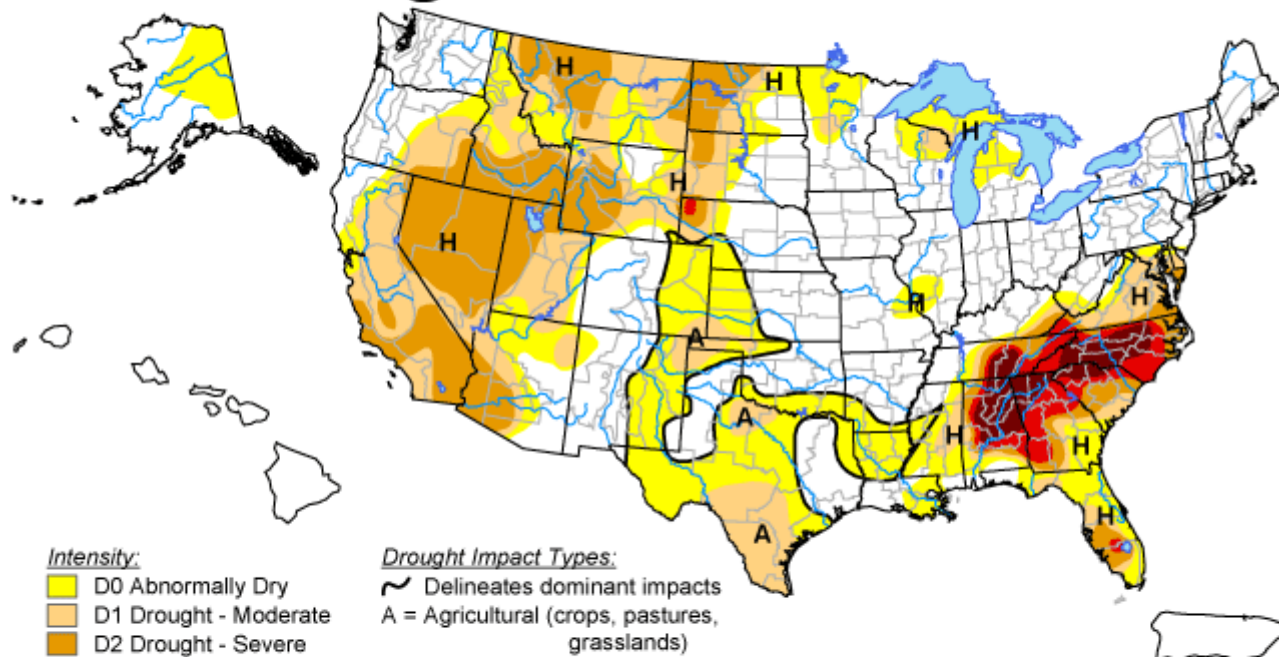 H
H
H
H
H
H
H
H
A
H
A
H
H
H
A
Intensity:
D0 Abnormally Dry
D1 Drought - Moderate
D2 Drought - Severe
Drought Impact Types:
Delineates dominant impacts
A = Agricultural (crops, pastures,
grasslands)